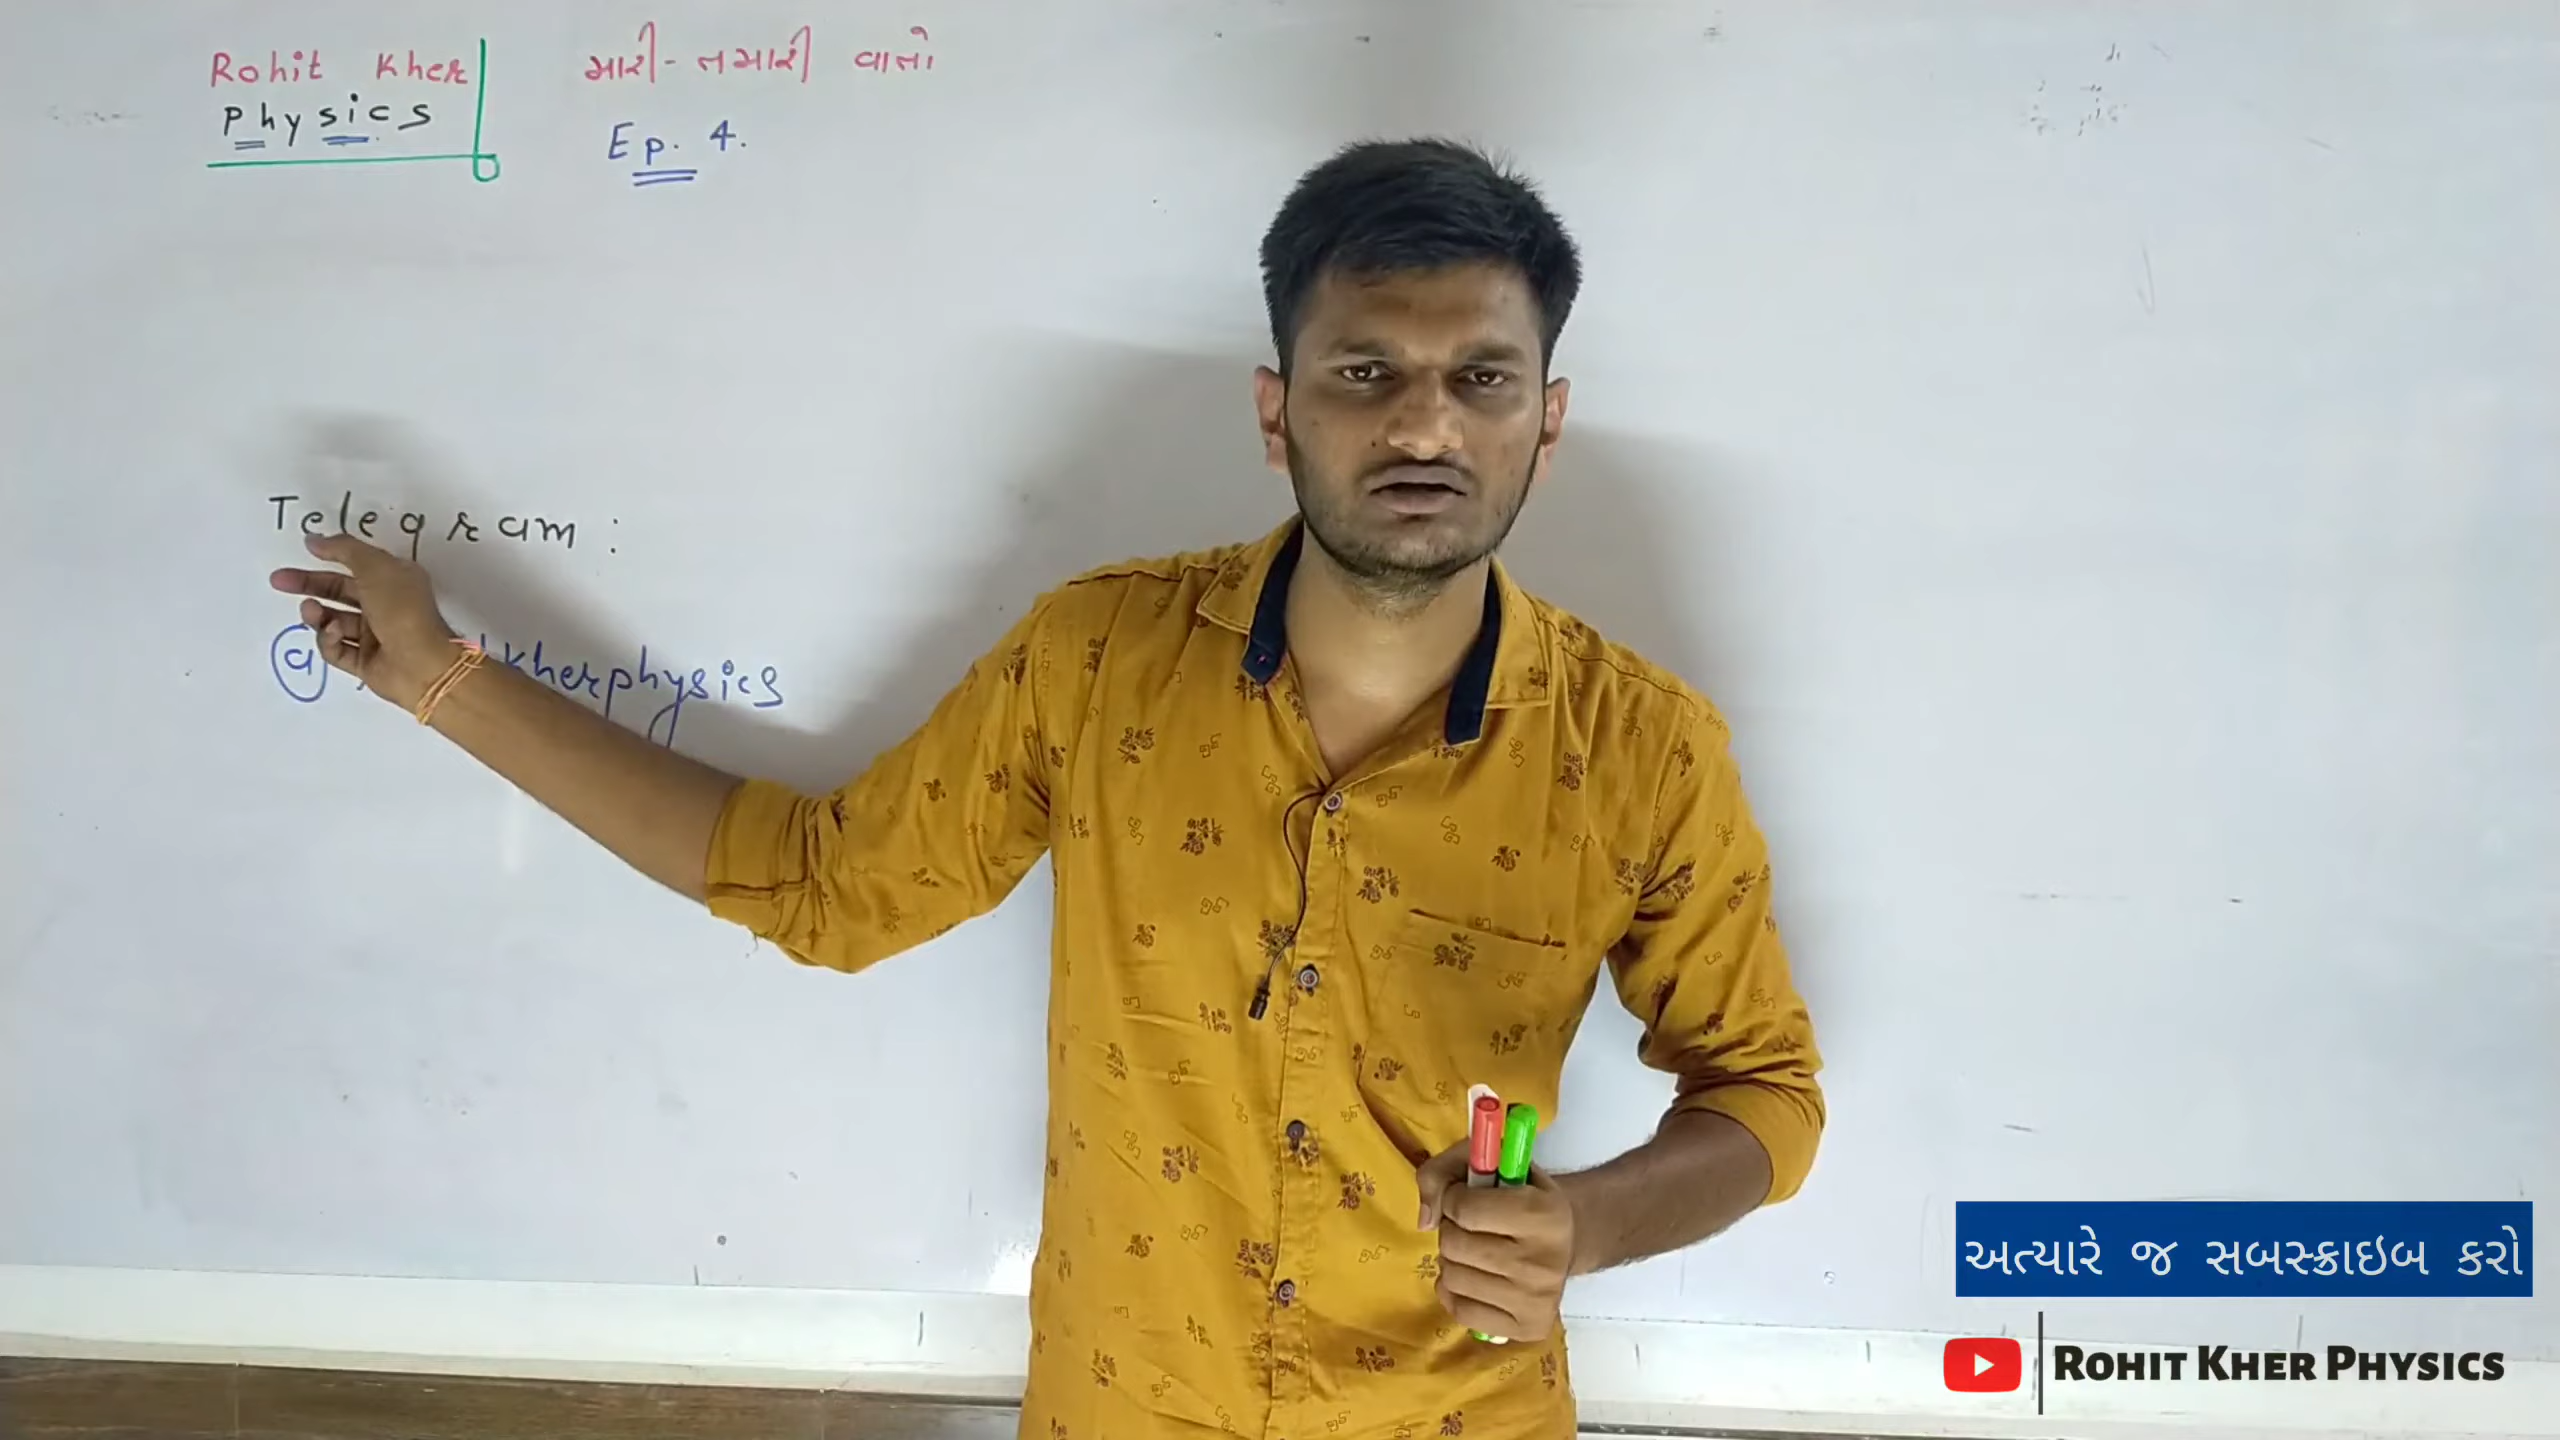 Rohit Kher
Physics
મારી-તમારી વાતો
Ep. 4.
Telegram :
kherphysics
અત્યારે જ સબસ્ક્રાઇબ કરો
ROHIT KHER PHYSICS